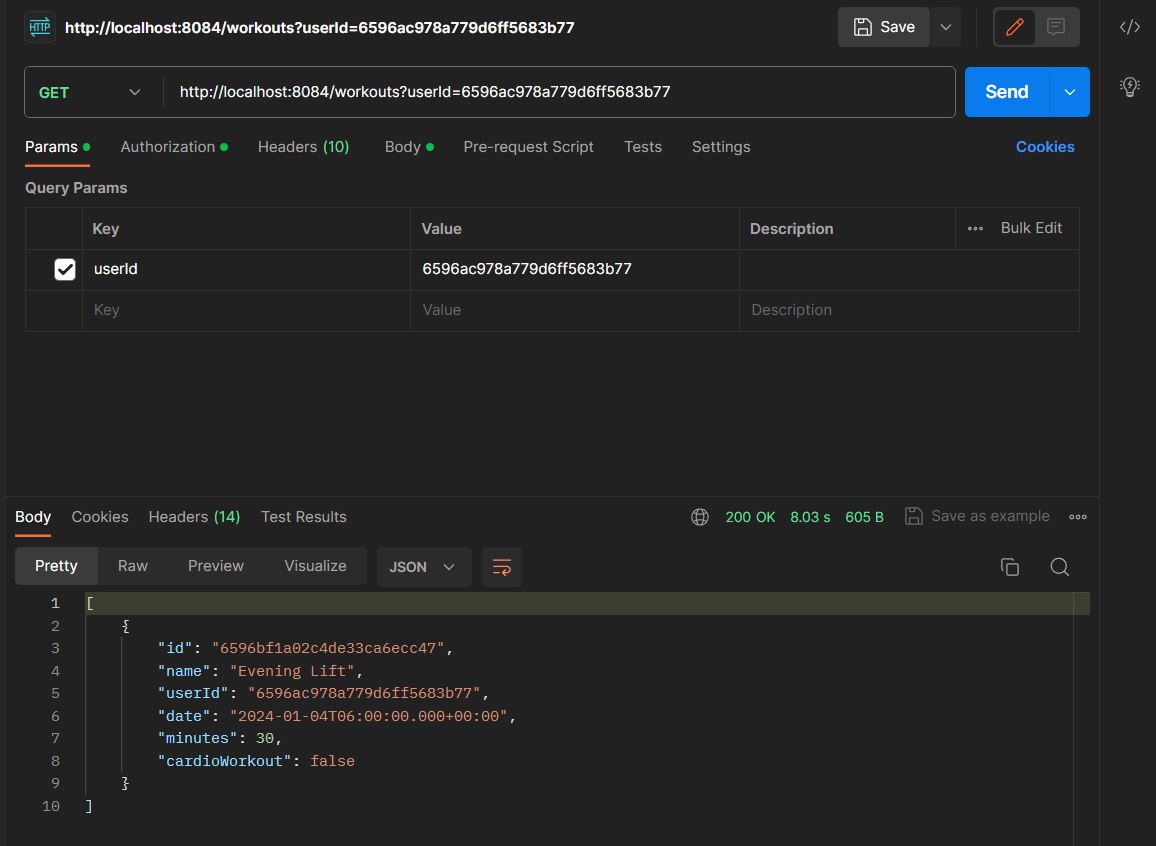 HTTP http://localhost:8084/workouts?userId=6596ac978a779d6ff5683b77 Save
GET http://localhost:8084/workouts?userId=6596ac978a779d6ff5683b77 Send
Params Authorization Headers (10) Body Pre-request Script Tests Settings Cookies
Query Params
Key Value Description Bulk Edit
userId 6596ac978a779d6ff5683b77
Key Value Description
Body Cookies Headers (14) Test Results 200 OK 8.03 s 605 B Save as example
Pretty Raw Preview Visualize JSON
1 [
2 {
3 "id": "6596bf1a02c4de33ca6ecc47",
4 "name": "Evening Lift",
5 "userId": "6596ac978a779d6ff5683b77",
6 "date": "2024-01-04T06:00:00.000+00:00",
7 "minutes": 30,
8 "cardioWorkout": false
9 }
10 ]